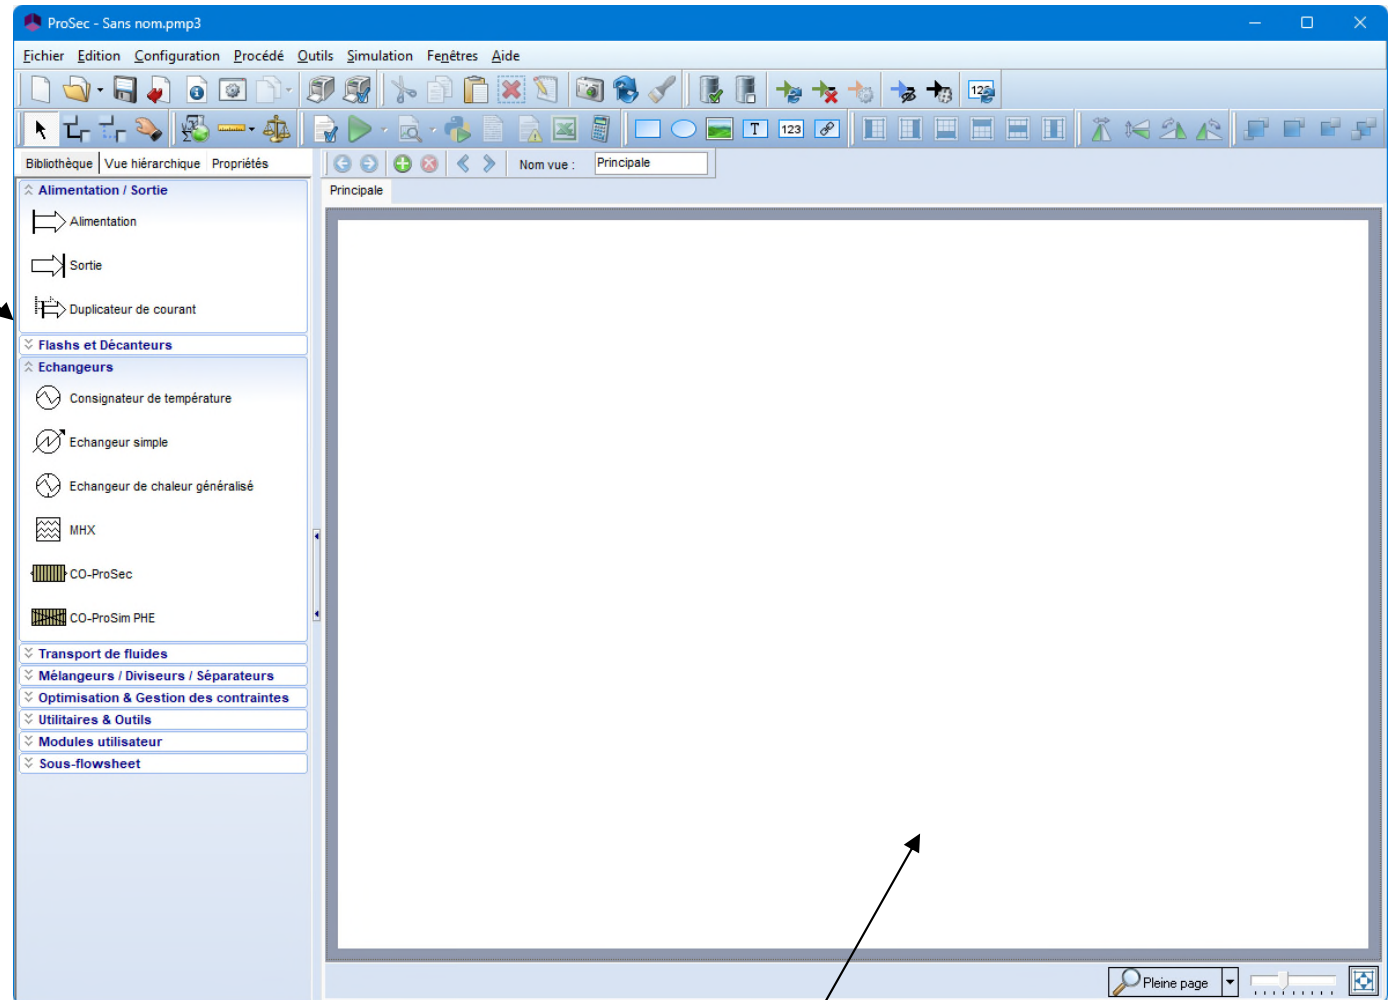 ProSec - Sans nom.pmp3
Fichier Edition Configuration Procédé Outils Simulation Fenêtres Aide
123
T 123
Bibliothèque Vue hiérarchique Propriétés
Nom vue : Principale
Alimentation / Sortie
Principale
Alimentation
Sortie
Duplicateur de courant
Flashs et Décanteurs
Echangeurs
Consignateur de température
Echangeur simple
Echangeur de chaleur généralisé
MHX
CO-ProSec
CO-ProSim PHE
Transport de fluides
Mélangeurs / Diviseurs / Séparateurs
Optimisation & Gestion des contraintes
Utilitaires & Outils
Modules utilisateur
Sous-flowsheet
Pleine page